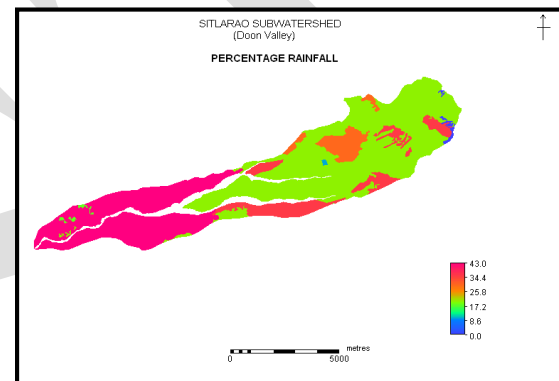 SITLARAO SUBWATERSHED
(Doon Valley)
PERCENTAGE RAINFALL
43.0
34.4
25.8
17.2
8.6
0.0
metres
0 5000